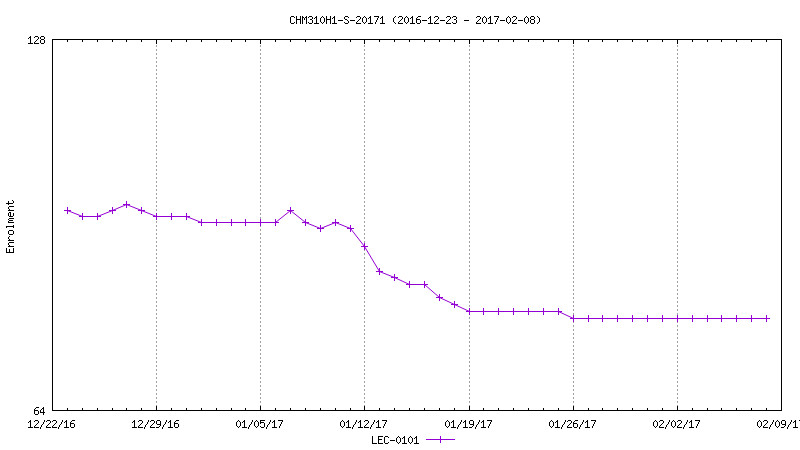 CHM310H1-S-20171 (2016-12-23 - 2017-02-08)
128
Enrolment
64
12/22/16 12/29/16 01/05/17 01/12/17 01/19/17 01/26/17 02/02/17 02/09/1
LEC-0101